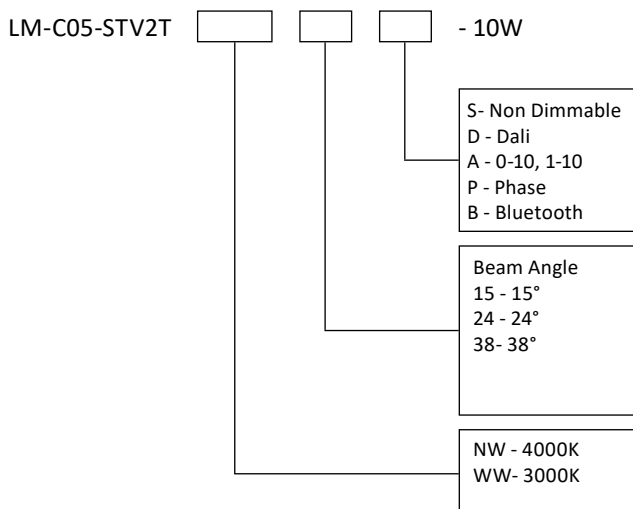 LM-C05-STV2T - 10W
S- Non Dimmable
D - Dali
A - 0-10, 1-10
P - Phase
B - Bluetooth
Beam Angle
15 - 15°
24 - 24°
38- 38°
NW - 4000K
WW- 3000K